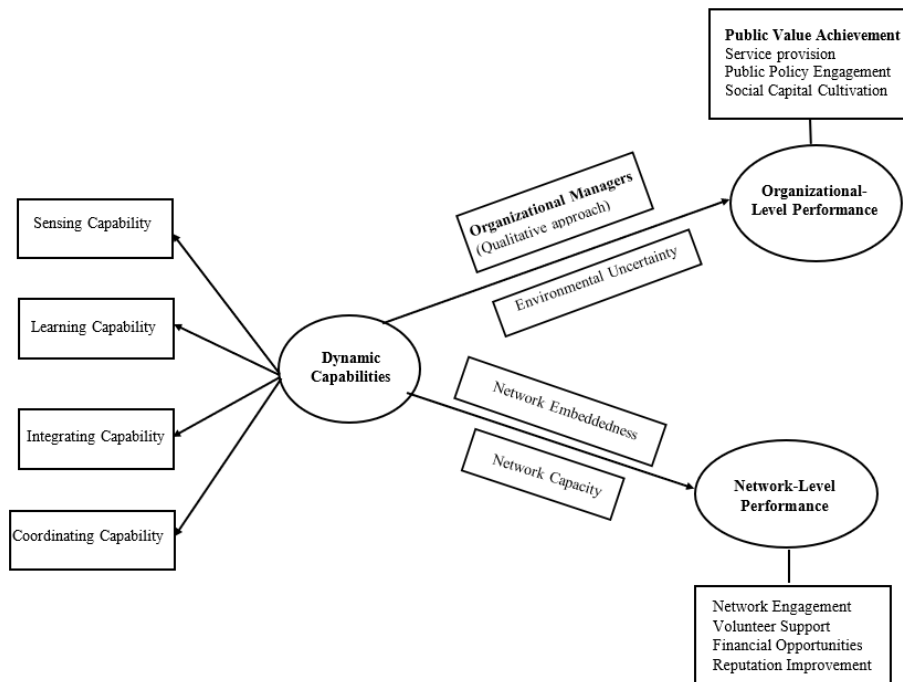 Public Value Achievement
Service provision
Public Policy Engagement
Social Capital Cultivation
Organizational-
Level Performance
Organizational Managers
(Qualitative approach)
Environmental Uncertainty
Sensing Capability
Learning Capability
Integrating Capability
Coordinating Capability
Dynamic
Capabilities
Network Embeddedness
Network Capacity
Network-Level
Performance
Network Engagement
Volunteer Support
Financial Opportunities
Reputation Improvement